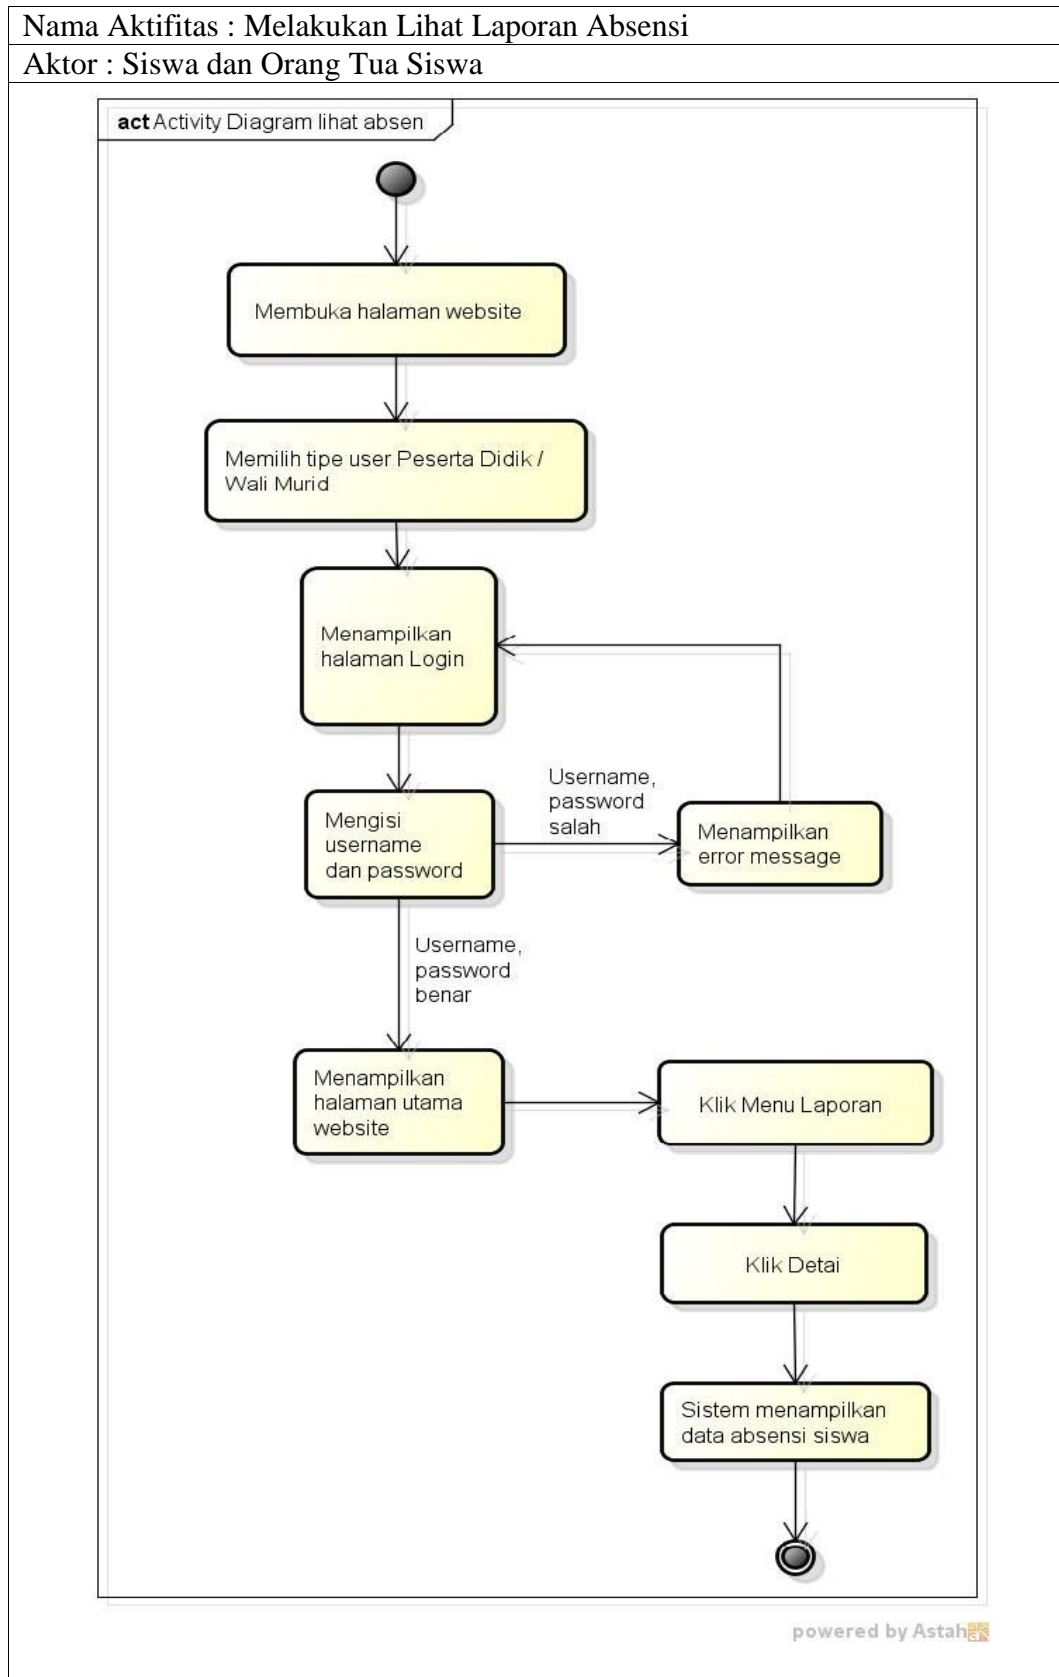 Nama Aktifitas : Melakukan Lihat Laporan Absensi
Aktor : Siswa dan Orang Tua Siswa
act Activity Diagram lihat absen
Membuka halaman website
Memilih tipe user Peserta Didik /
Wali Murid
Menampilkan
halaman Login
Username,
password
salah
Mengisi
username
dan password
Menampilkan
error message
Username,
password
benar
Menampilkan
halaman utama
website
Klik Menu Laporan
Klik Detai
Sistem menampilkan
data absensi siswa
powered by Astah